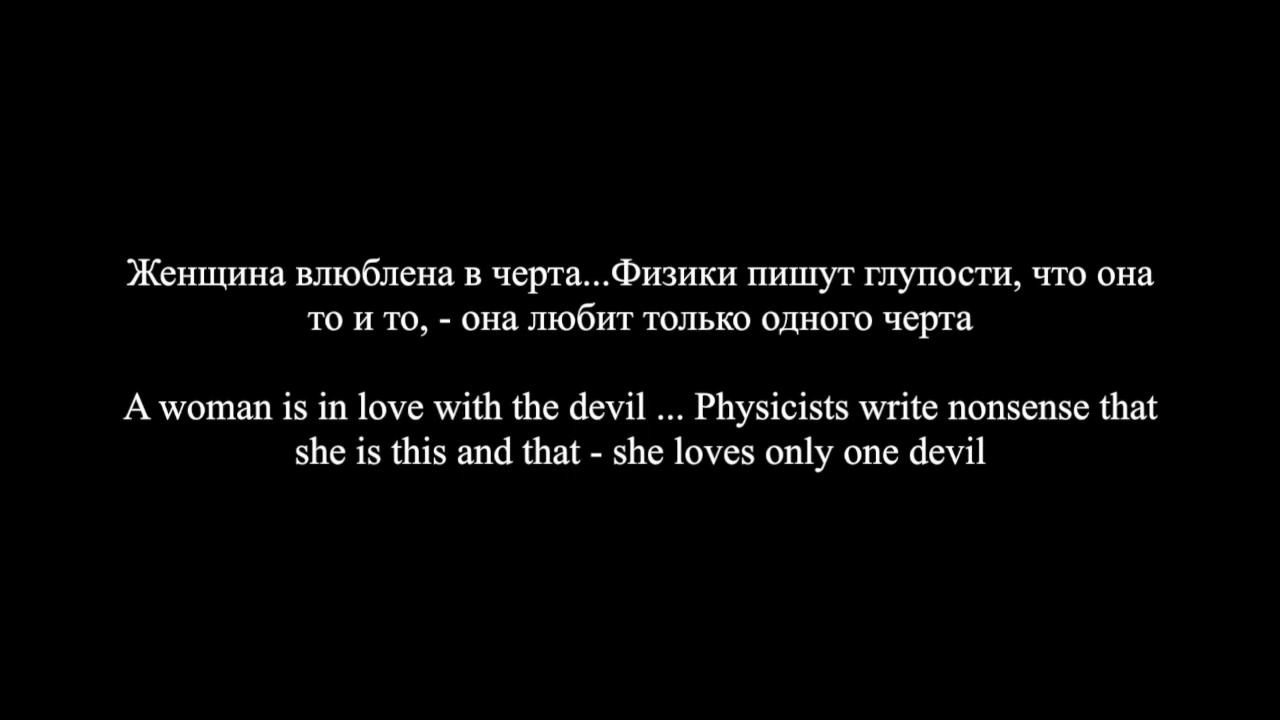 Женщина влюблена в черта...Физики пишут глупости, что она
то и то, - она любит только одного черта
A woman is in love with the devil ... Physicists write nonsense that
she is this and that - she loves only one devil